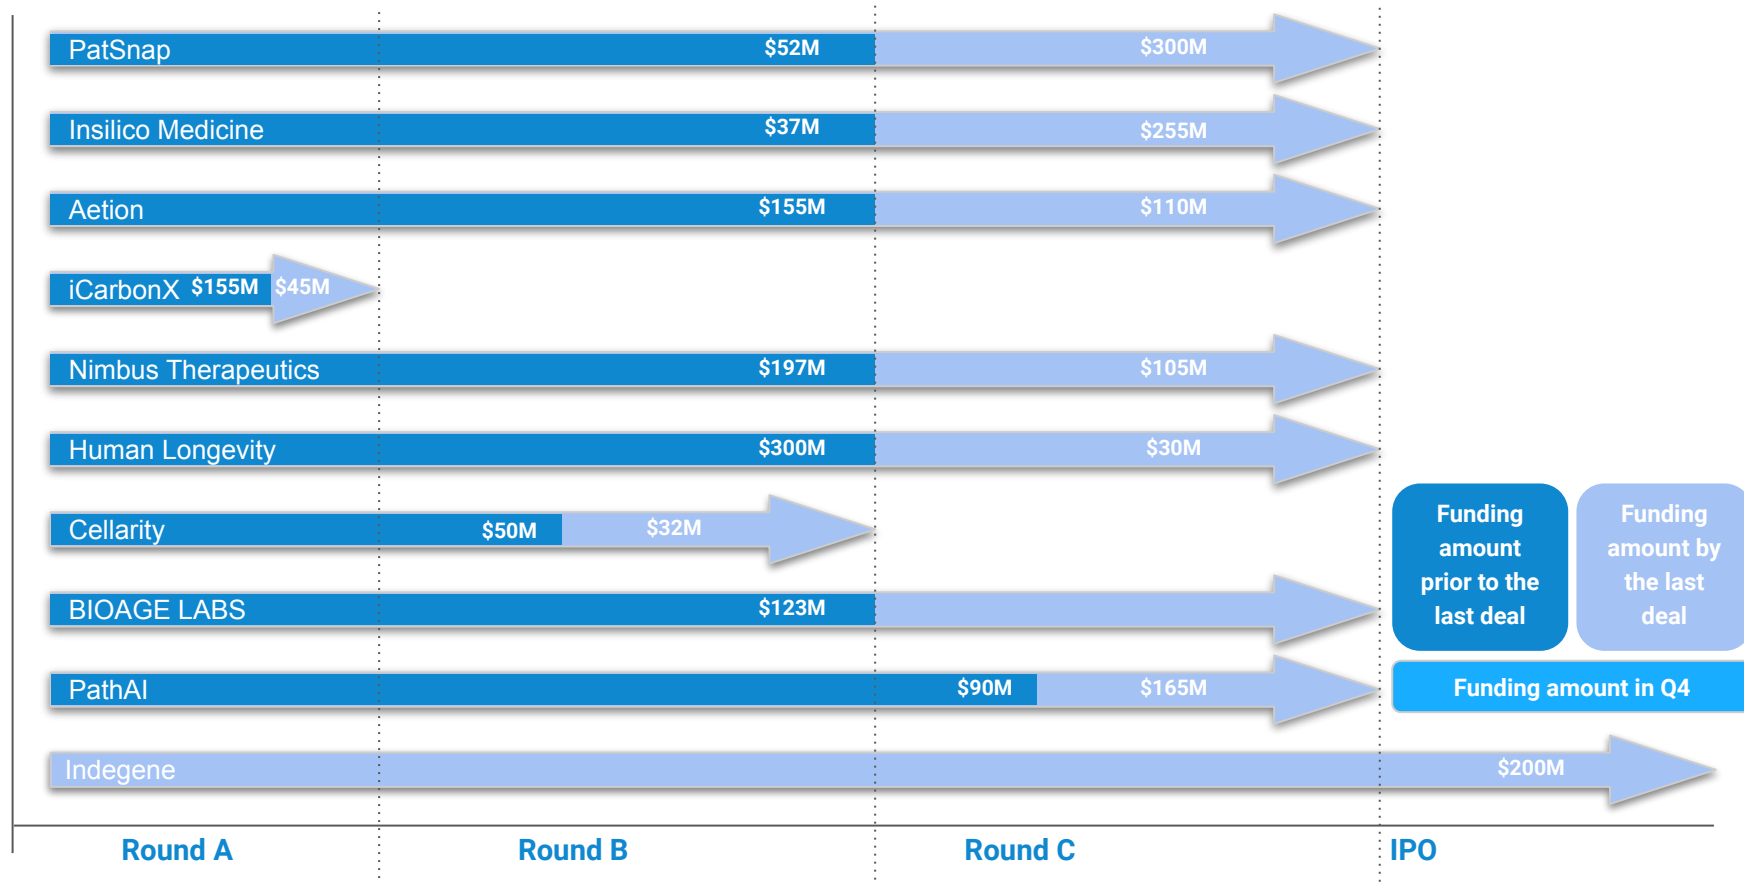 PatSnap $52M $300M
Insilico Medicine $37M $255M
Aetion $155M $110M
iCarbonX $155M $45M
Nimbus Therapeutics $197M $105M
Human Longevity $300M $30M
Cellarity $50M $32M
BIOAGE LABS $123M
PathAI $90M $165M
Indegene $200M
Funding
amount
prior to the
last deal
Funding
amount by
the last
deal
Funding amount in Q4
Round A Round B Round C IPO